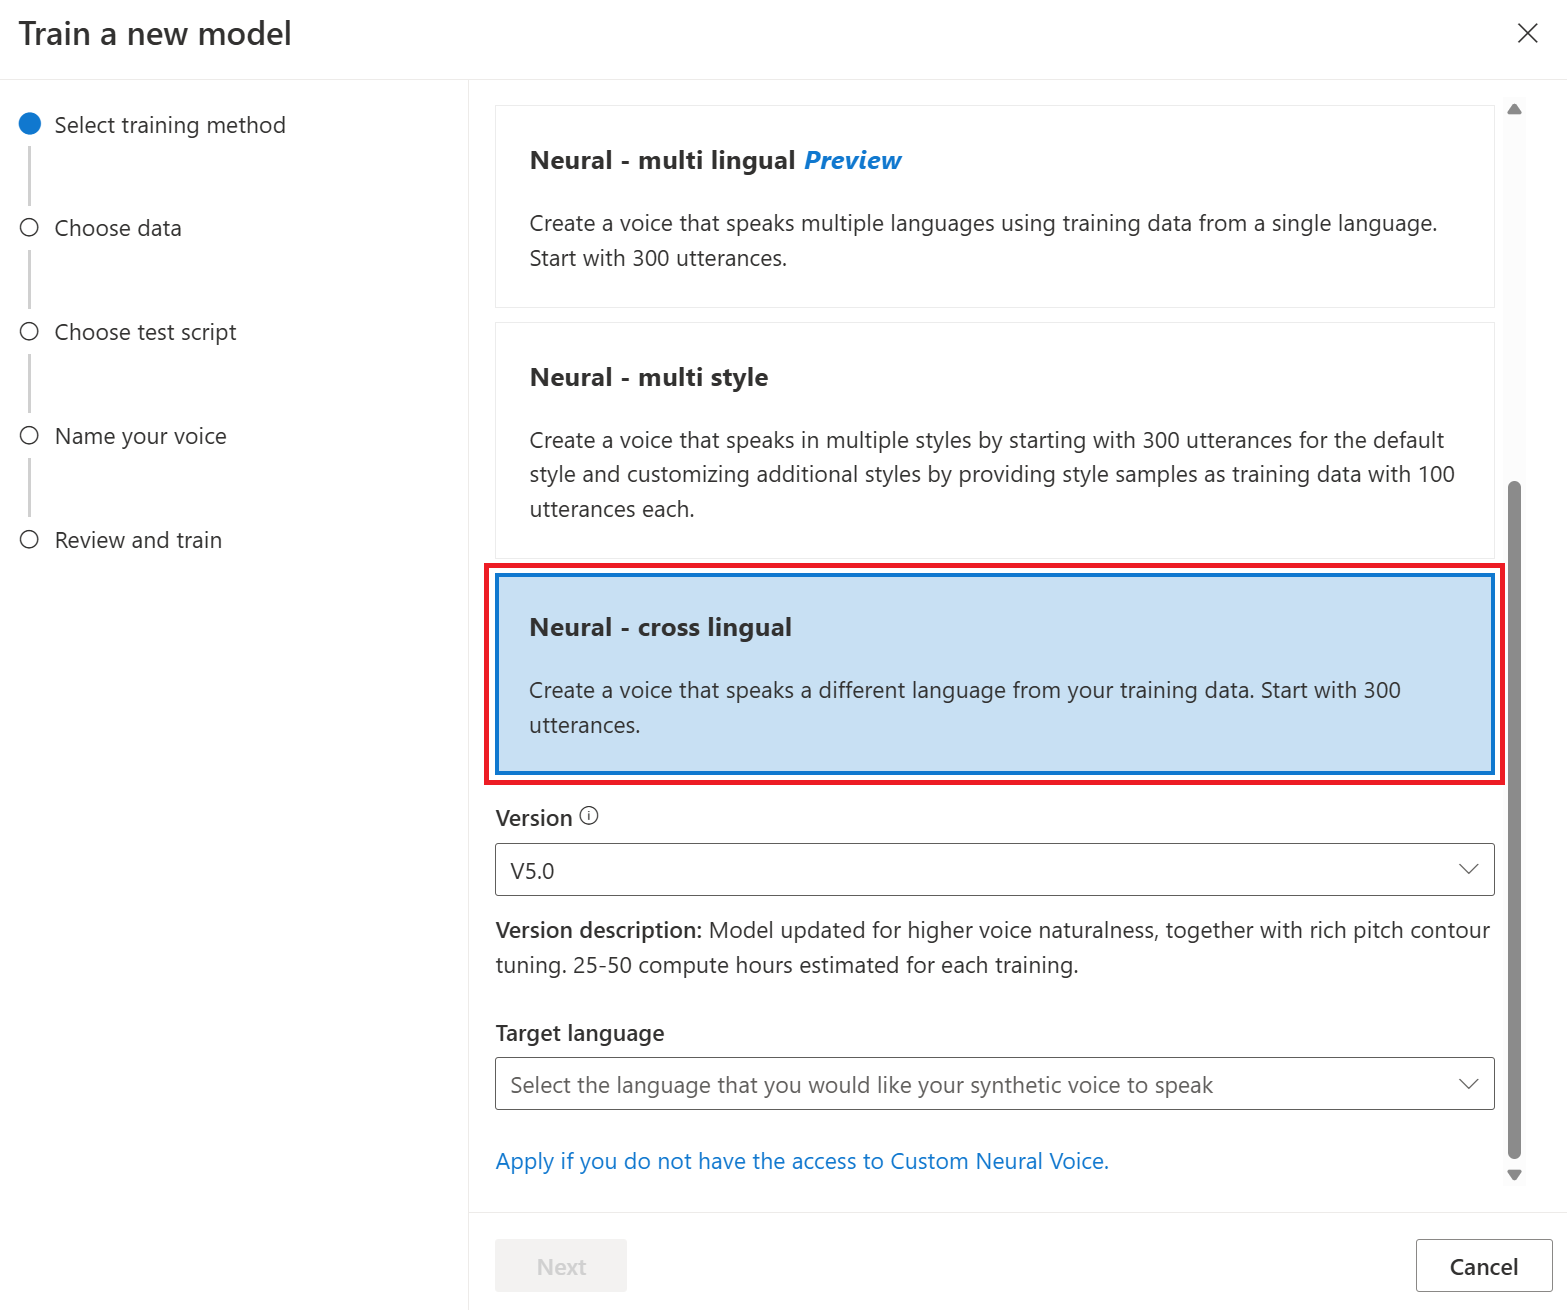 Train a new model
Select training method
Choose data
Choose test script
Name your voice
Review and train
Neural - multi lingual Preview
Create a voice that speaks multiple languages using training data from a single language.
Start with 300 utterances.
Neural - multi style
Create a voice that speaks in multiple styles by starting with 300 utterances for the default
style and customizing additional styles by providing style samples as training data with 100
utterances each.
Neural - cross lingual
Create a voice that speaks a different language from your training data. Start with 300
utterances.
Version
V5.0
Version description: Model updated for higher voice naturalness, together with rich pitch contour
tuning. 25-50 compute hours estimated for each training.
Target language
Select the language that you would like your synthetic voice to speak
Apply if you do not have the access to Custom Neural Voice.
Next
Cancel